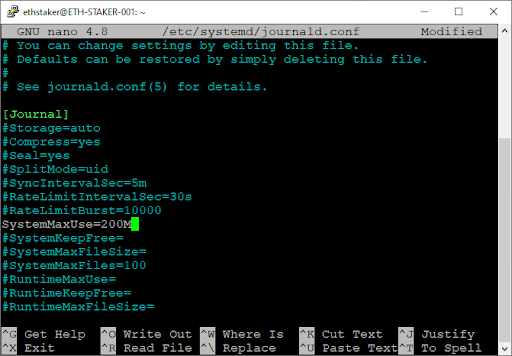 ethstaker@ETH-STAKER-001: ~
GNU nano 4.8 /etc/systemd/journald.conf Modified
# You can change settings by editing this file.
# Defaults can be restored by simply deleting this file.
#
# See journald.conf(5) for details.
[Journal]
#Storage=auto
#Compress=yes
#Seal=yes
#SplitMode=uid
#SyncIntervalSec=5m
#RateLimitIntervalSec=30s
#RateLimitBurst=10000
SystemMaxUse=200M
#SystemKeepFree=
#SystemMaxFileSize=
#SystemMaxFiles=100
#RuntimeMaxUse=
#RuntimeKeepFree=
#RuntimeMaxFileSize=
^G Get Help ^O Write Out ^W Where Is ^K Cut Text ^J Justify
^X Exit ^R Read File ^\ Replace ^U Paste Text ^T To Spell